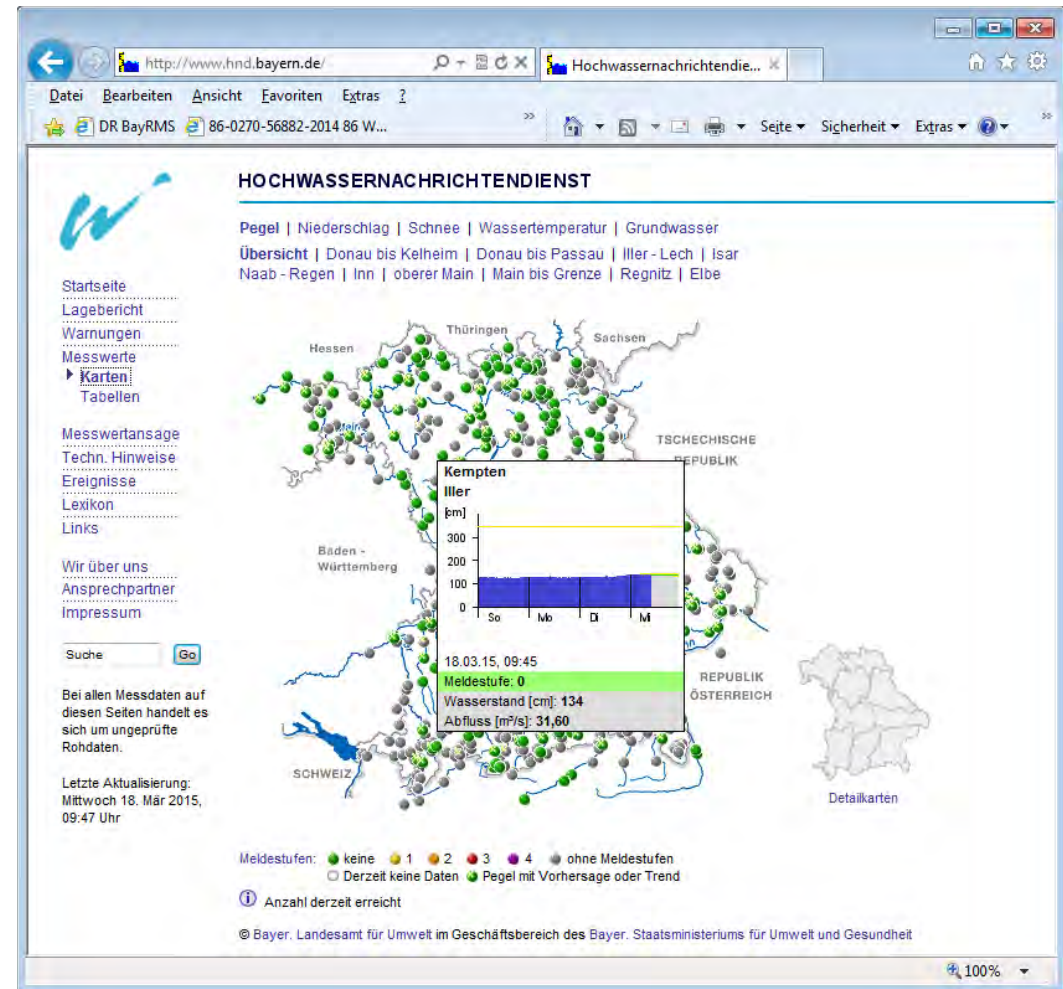 http://www.hnd.bayern.de/
Hochwassernachrichtendie...
Datei Bearbeiten Ansicht Favoriten Extras ?
DR BayRMS 86-0270-56882-2014 86 W...
Seite Sicherheit Extras
HOCHWASSERNACHRICHTENDIENST
Pegel | Niederschlag | Schnee | Wassertemperatur | Grundwasser
Übersicht | Donau bis Kelheim | Donau bis Passau | Iller - Lech | Isar
Naab - Regen | Inn | oberer Main | Main bis Grenze | Regnitz | Elbe
Startseite
Lagebericht
Warnungen
Messwerte
Karten
Tabellen
Messwertansage
Techn. Hinweise
Ereignisse
Lexikon
Links
Wir über uns
Ansprechpartner
Impressum
Suche Go
Bei allen Messdaten auf
diesen Seiten handelt es
sich um ungeprüfte
Rohdaten.
Letzte Aktualisierung:
Mittwoch 18. Mär 2015,
09:47 Uhr
Thüringen
Sachsen
Hessen
Main
TSCHECHISCHE
REPUBLIK
Baden -
Württemberg
Kempten
Iller
[cm]
300
200
100
0
So Mo Di Mi
18.03.15, 09:45
Meldestufe: 0
Wasserstand [cm]: 134
Abfluss [m³/s]: 31,60
REPUBLIK
ÖSTERREICH
SCHWEIZ
Detailkarten
Meldestufen: keine 1 2 3 4 ohne Meldestufen
Derzeit keine Daten Pegel mit Vorhersage oder Trend
Anzahl derzeit erreicht
© Bayer. Landesamt für Umwelt im Geschäftsbereich des Bayer. Staatsministeriums für Umwelt und Gesundheit
100%